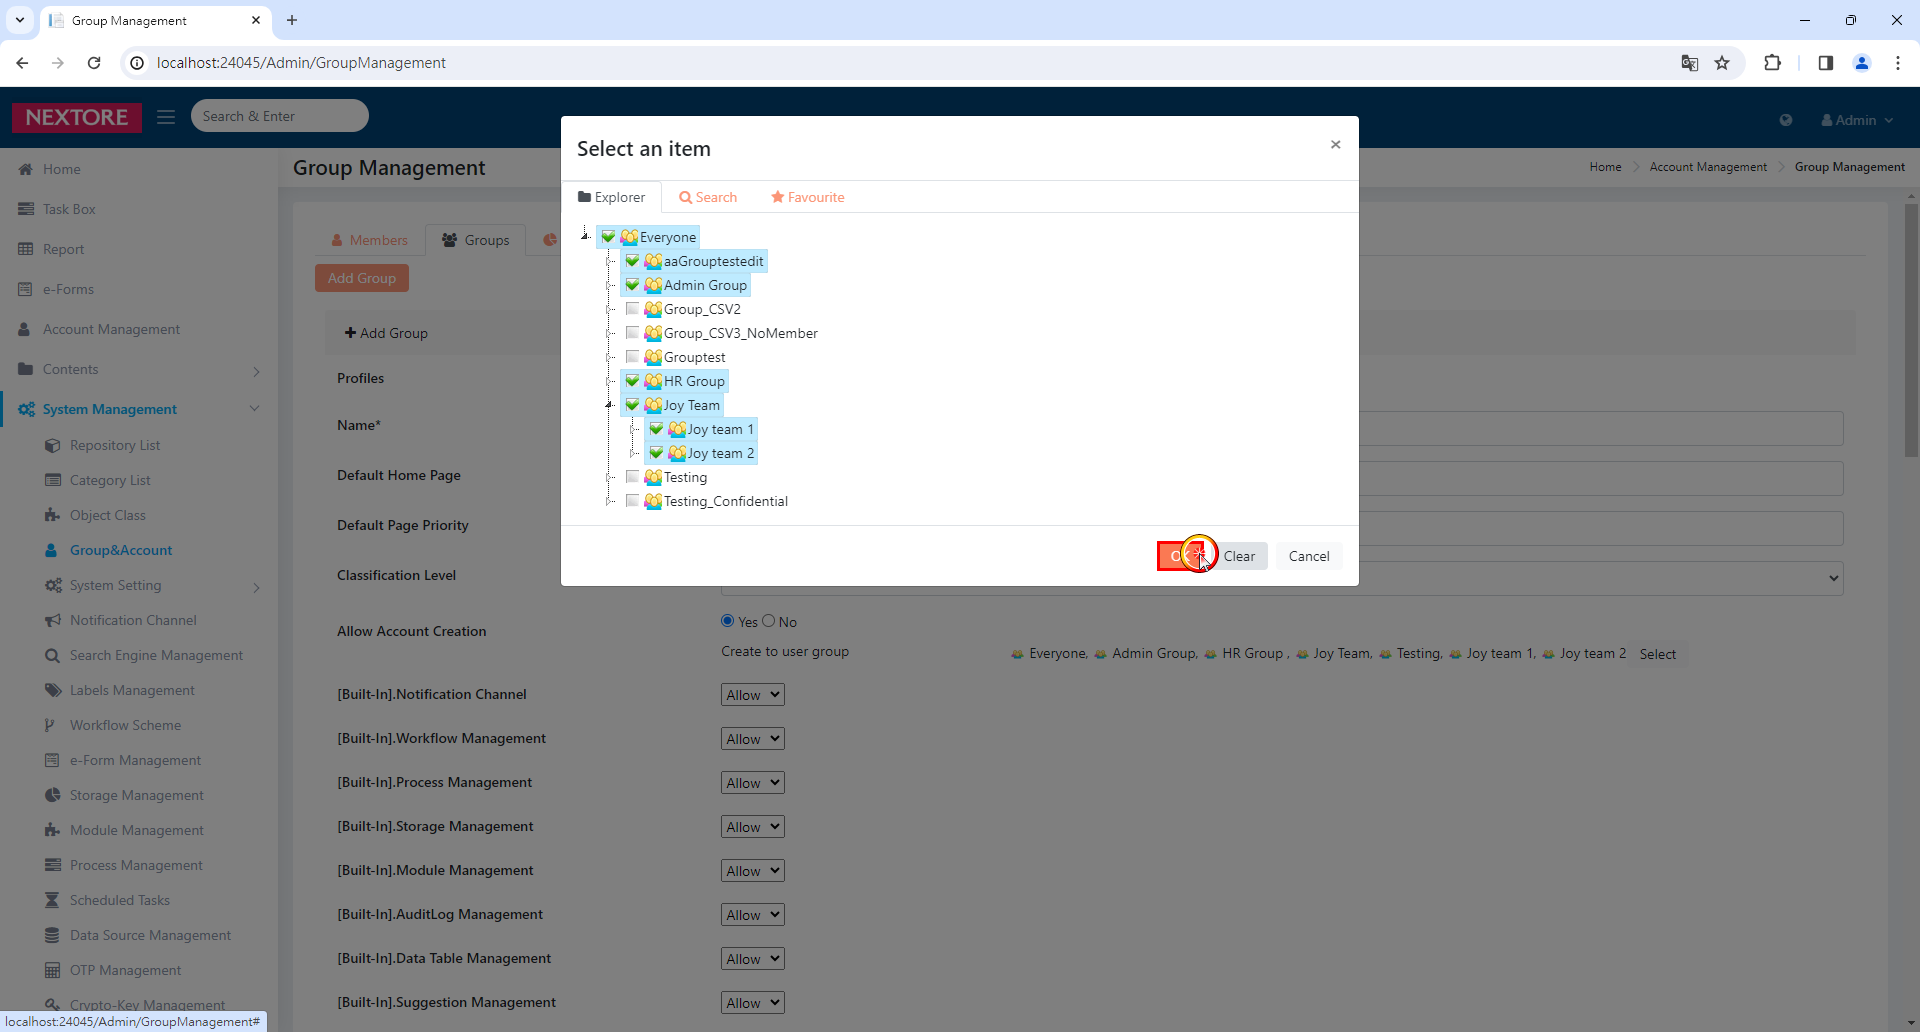 Group Management
localhost:24045/Admin/GroupManagement
NEXTORE
Search & Enter
Admin
Home
Task Box
Report
e-Forms
Account Management
Contents
System Management
Repository List
Category List
Object Class
Group&Account
System Setting
Notification Channel
Search Engine Management
Labels Management
Workflow Scheme
e-Form Management
Storage Management
Module Management
Process Management
Scheduled Tasks
Data Source Management
OTP Management
Crypto-Key Management
localhost:24045/Admin/GroupManagement#
Group Management
Home Account Management Group Management
Members Groups
Add Group
Add Group
Profiles
Name*
Default Home Page
Default Page Priority
Classification Level
Allow Account Creation
Yes No
Create to user group
Everyone, Admin Group, HR Group , Joy Team, Testing, Joy team 1, Joy team 2 Select
[Built-In].Notification Channel Allow
[Built-In].Workflow Management Allow
[Built-In].Process Management Allow
[Built-In].Storage Management Allow
[Built-In].Module Management Allow
[Built-In].AuditLog Management Allow
[Built-In].Data Table Management Allow
[Built-In].Suggestion Management Allow
Select an item
×
Explorer Search Favourite
Everyone
aaGrouptestedit
Admin Group
Group_CSV2
Group_CSV3_NoMember
Grouptest
HR Group
Joy Team
Joy team 1
Joy team 2
Testing
Testing_Confidential
Clear Cancel